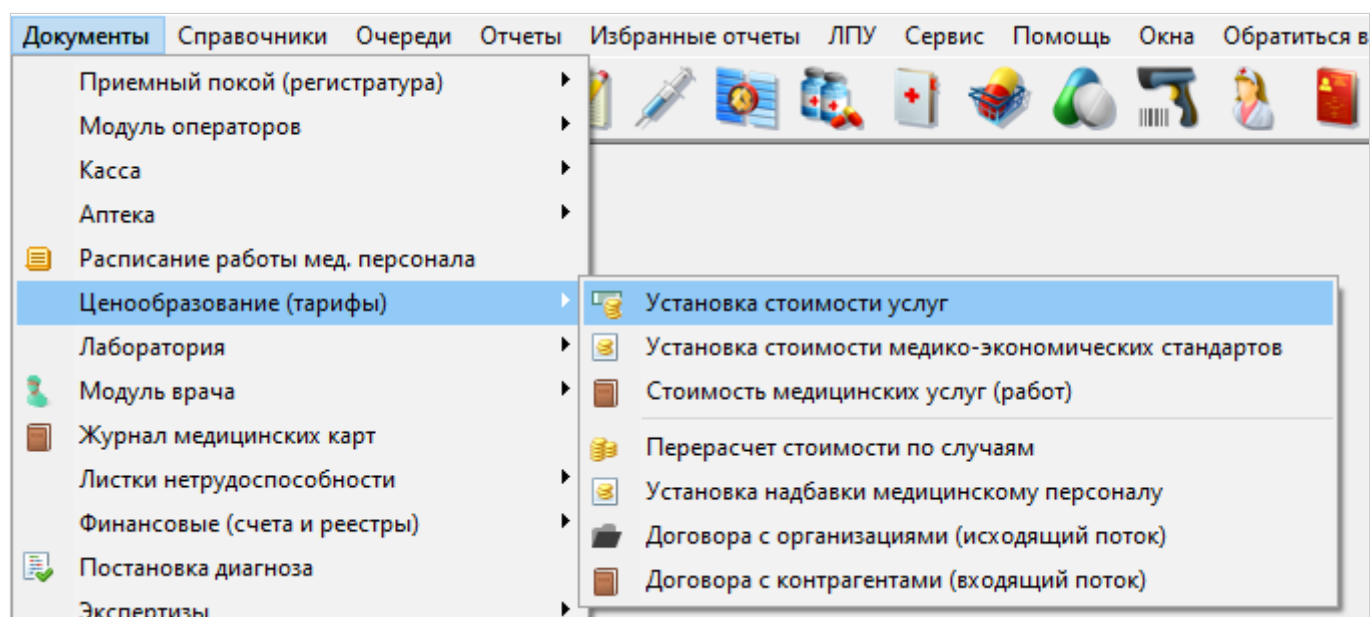 Документы Справочники Очереди Отчеты Избранные отчеты ЛПУ Сервис Помощь Окна Обратиться в
Приемный покой (регистратура)
Модуль операторов
Касса
Аптека
Расписание работы мед. персонала
Ценообразование (тарифы)
Установка стоимости услуг
Лаборатория
Установка стоимости медико-экономических стандартов
Модуль врача
Стоимость медицинских услуг (работ)
Журнал медицинских карт
Перерасчет стоимости по случаям
Листки нетрудоспособности
Установка надбавки медицинскому персоналу
Финансовые (счета и реестры)
Договора с организациями (исходящий поток)
Постановка диагноза
Договора с контрагентами (входящий поток)
Экспертизы